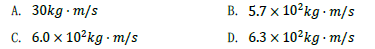 A. 30kg · m/s B. 5.7 × 10²kg · m/s
C. 6.0 × 10²kg · m/s D. 6.3 × 10²kg · m/s